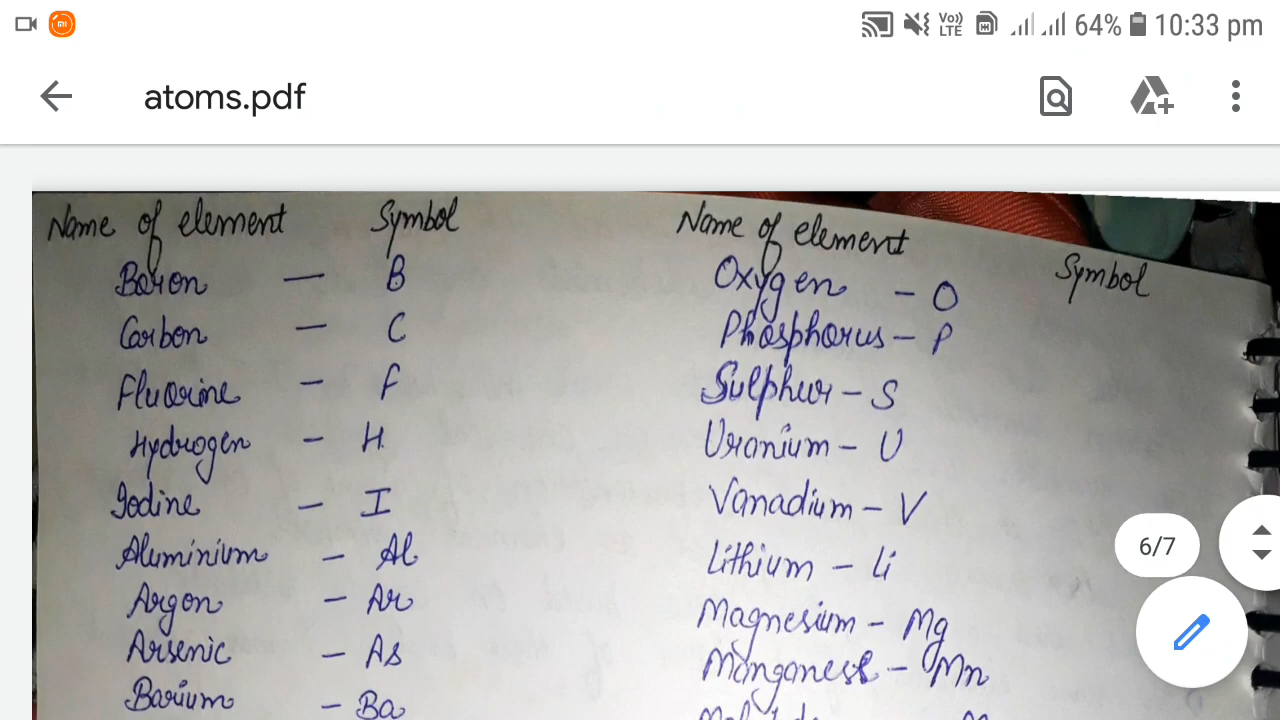 Vo))
LTE
64% 10:33 pm
atoms.pdf
Name of element Symbol
Boron — B
Carbon — C
Fluorine — F
Hydrogen — H
Iodine — I
Aluminium — Al
Argon — Ar
Arsenic — As
Barium — Ba
Name of element Symbol
Oxygen — O
Phosphorus — P
Sulphur — S
Uranium — U
Vanadium — V
Lithium — Li
Magnesium — Mg
Manganese — Mn
6/7